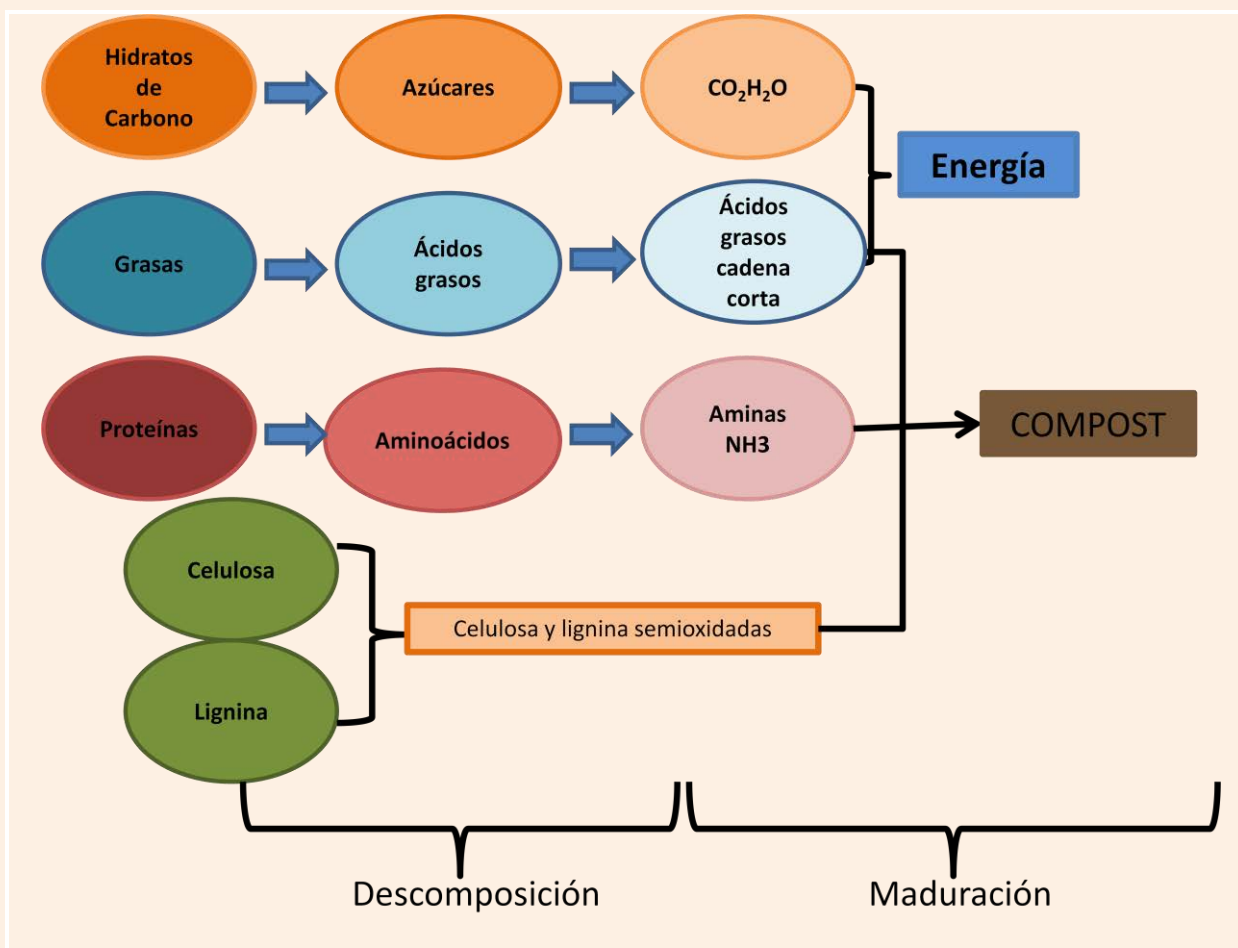 Hidratos
de
Carbono
Azúcares
CO₂H₂O
Energía
Grasas
Ácidos
grasos
Ácidos
grasos
cadena
corta
Proteínas
Aminoácidos
Aminas
NH3
COMPOST
Celulosa
Celulosa y lignina semioxidadas
Lignina
Descomposición
Maduración